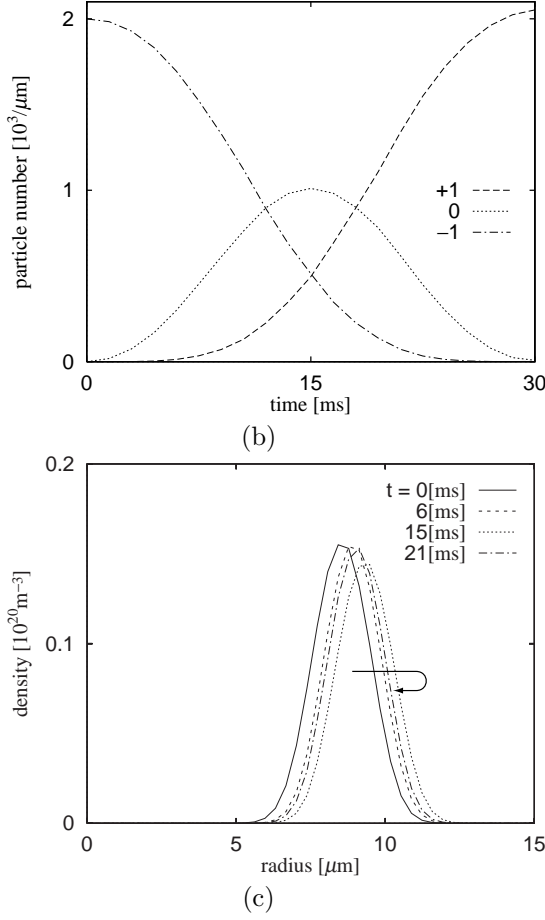 2
1
0
particle number [10³/μm]
+1
0
−1
0
15
30
time [ms]
(b)
0.2
0.1
0
density [10²⁰m⁻³]
t = 0[ms]
6[ms]
15[ms]
21[ms]
0
5
10
15
radius [μm]
(c)